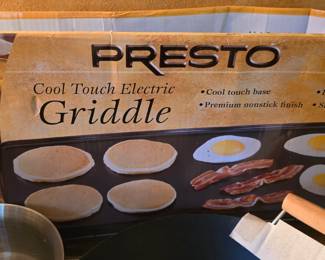 PRESTO
Cool Touch Electric
Griddle
• Cool touch base
• Premium nonstick finish